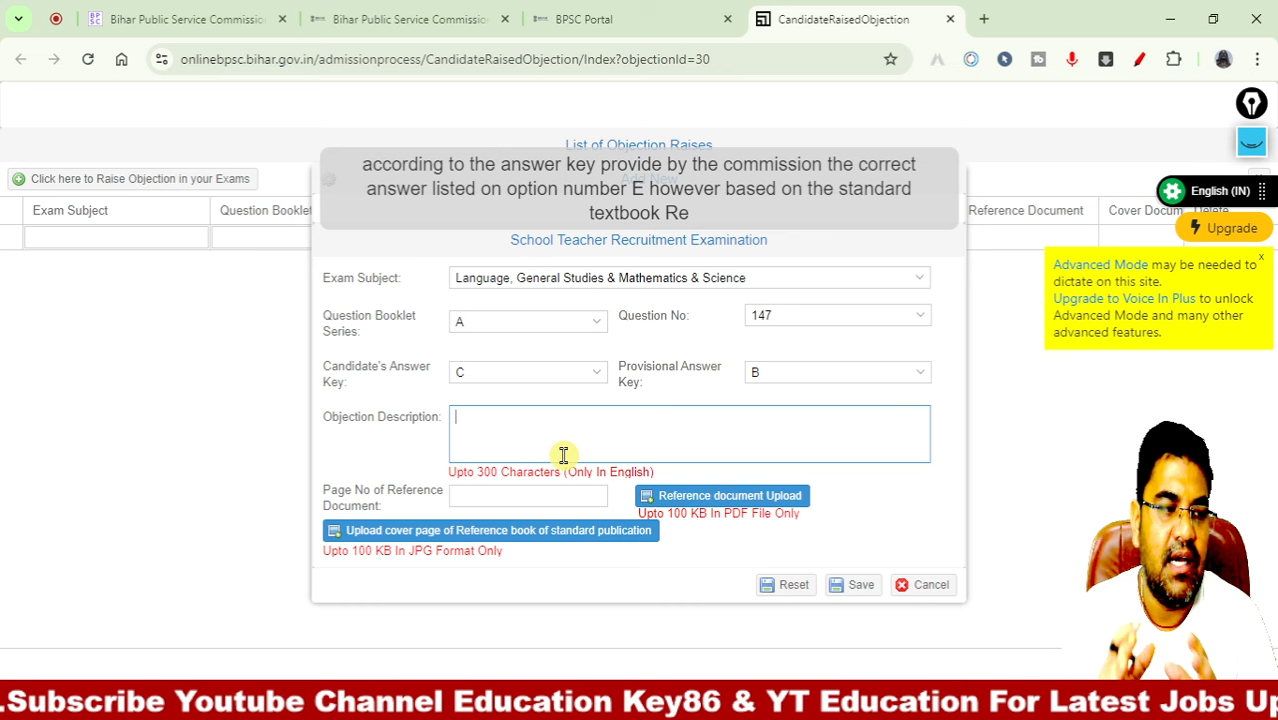 Bihar Public Service Commissio
Bihar Public Service Commissio
BPSC Portal
CandidateRaisedObjection
onlinebpsc.bihar.gov.in/admissionprocess/CandidateRaisedObjection/Index?objectionId=30
List of Objection Raises
according to the answer key provide by the commission the correct
answer listed on option number E however based on the standard
textbook Re
Click here to Raise Objection in your Exams
Add New
English (IN)
Exam Subject
Question Booklet
Reference Document
Cover Docum
Delete
Upgrade
School Teacher Recruitment Examination
Advanced Mode may be needed to
dictate on this site.
Upgrade to Voice In Plus to unlock
Advanced Mode and many other
advanced features.
x
Exam Subject:
Language, General Studies & Mathematics & Science
Question Booklet
Series:
A
Question No:
147
Candidate's Answer
Key:
C
Provisional Answer
Key:
B
Objection Description:
Upto 300 Characters (Only In English)
Page No of Reference
Document:
Reference document Upload
Upto 100 KB In PDF File Only
Upload cover page of Reference book of standard publication
Upto 100 KB In JPG Format Only
Reset
Save
Cancel
.Subscribe Youtube Channel Education Key86 & YT Education For Latest Jobs Up